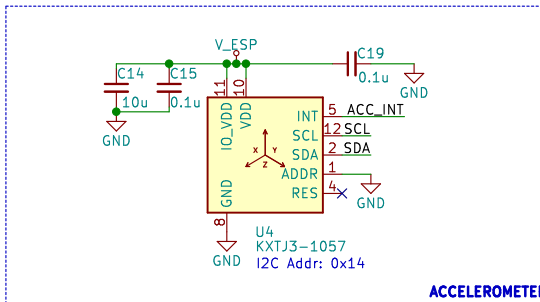 V_ESP
C14
C15
C19
10u
0.1u
0.1u
GND
GND
11
10
IO_VDD
VDD
INT
5
ACC_INT
SCL
12
SCL
SDA
2
SDA
ADDR
1
RES
4
GND
X
Y
Z
GND
8
GND
U4
KXTJ3-1057
I2C Addr: 0x14
ACCELEROMETE